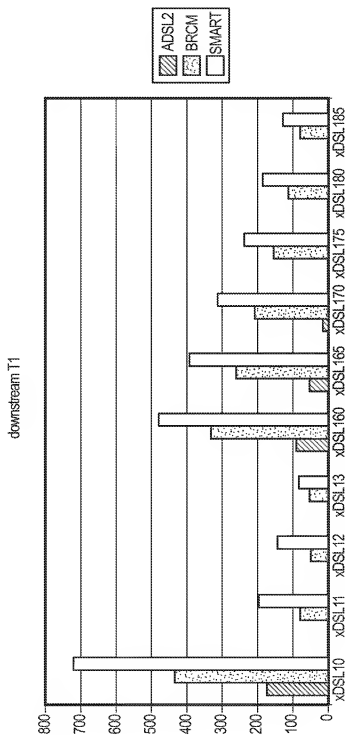 downstream T1
ADSL2
BRCM
SMART
800
700
600
500
400
300
200
100
0
xDSL10
xDSL11
xDSL12
xDSL13
xDSL160
xDSL165
xDSL170
xDSL175
xDSL180
xDSL185